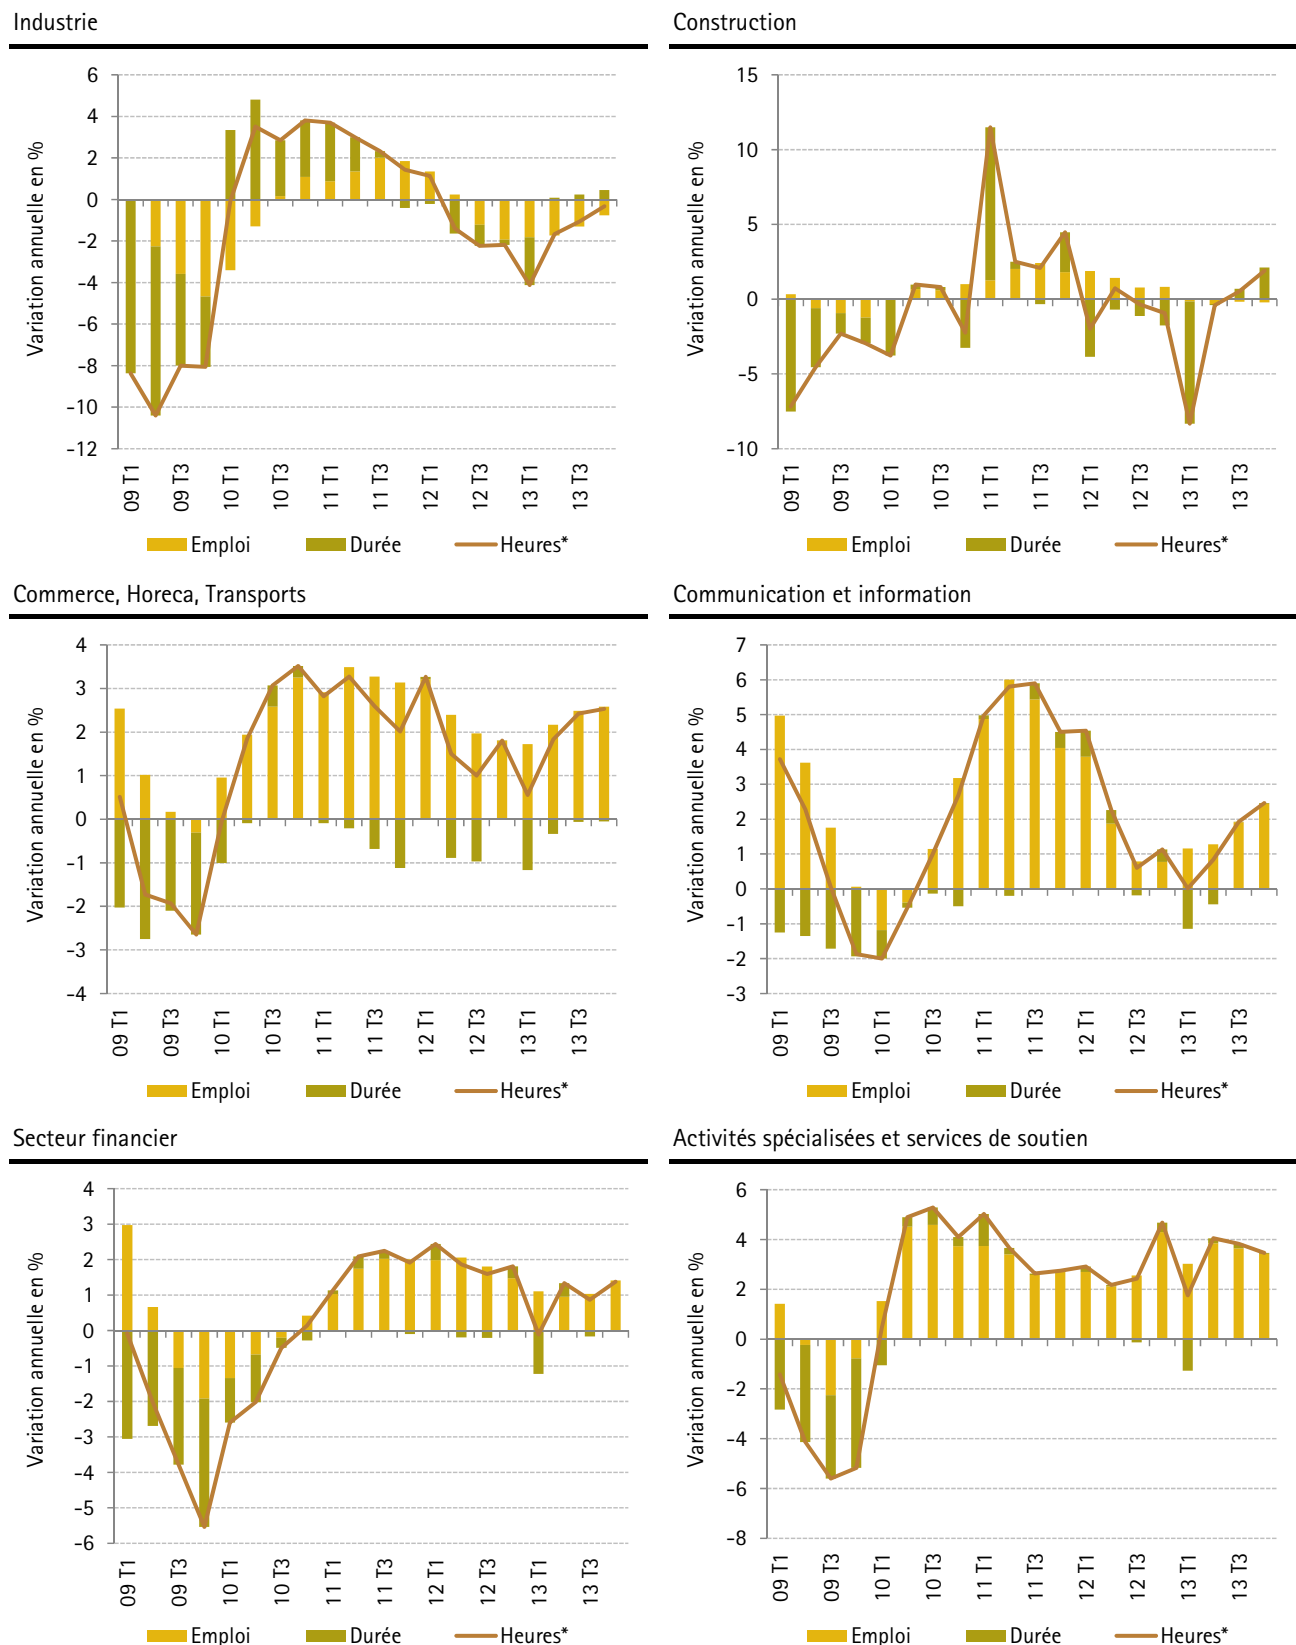 Industrie
Variation annuelle en %
6
4
2
0
-2
-4
-6
-8
-10
-12
09 T1
09 T3
10 T1
10 T3
11 T1
11 T3
12 T1
12 T3
13 T1
13 T3
Emploi Durée Heures*
Construction
Variation annuelle en %
15
10
5
0
-5
-10
09 T1
09 T3
10 T1
10 T3
11 T1
11 T3
12 T1
12 T3
13 T1
13 T3
Emploi Durée Heures*
Commerce, Horeca, Transports
Variation annuelle en %
4
3
2
1
0
-1
-2
-3
-4
09 T1
09 T3
10 T1
10 T3
11 T1
11 T3
12 T1
12 T3
13 T1
13 T3
Emploi Durée Heures*
Communication et information
Variation annuelle en %
7
6
5
4
3
2
1
0
-1
-2
-3
09 T1
09 T3
10 T1
10 T3
11 T1
11 T3
12 T1
12 T3
13 T1
13 T3
Emploi Durée Heures*
Secteur financier
Variation annuelle en %
4
3
2
1
0
-1
-2
-3
-4
-5
-6
09 T1
09 T3
10 T1
10 T3
11 T1
11 T3
12 T1
12 T3
13 T1
13 T3
Emploi Durée Heures*
Activités spécialisées et services de soutien
Variation annuelle en %
6
4
2
0
-2
-4
-6
-8
09 T1
09 T3
10 T1
10 T3
11 T1
11 T3
12 T1
12 T3
13 T1
13 T3
Emploi Durée Heures*